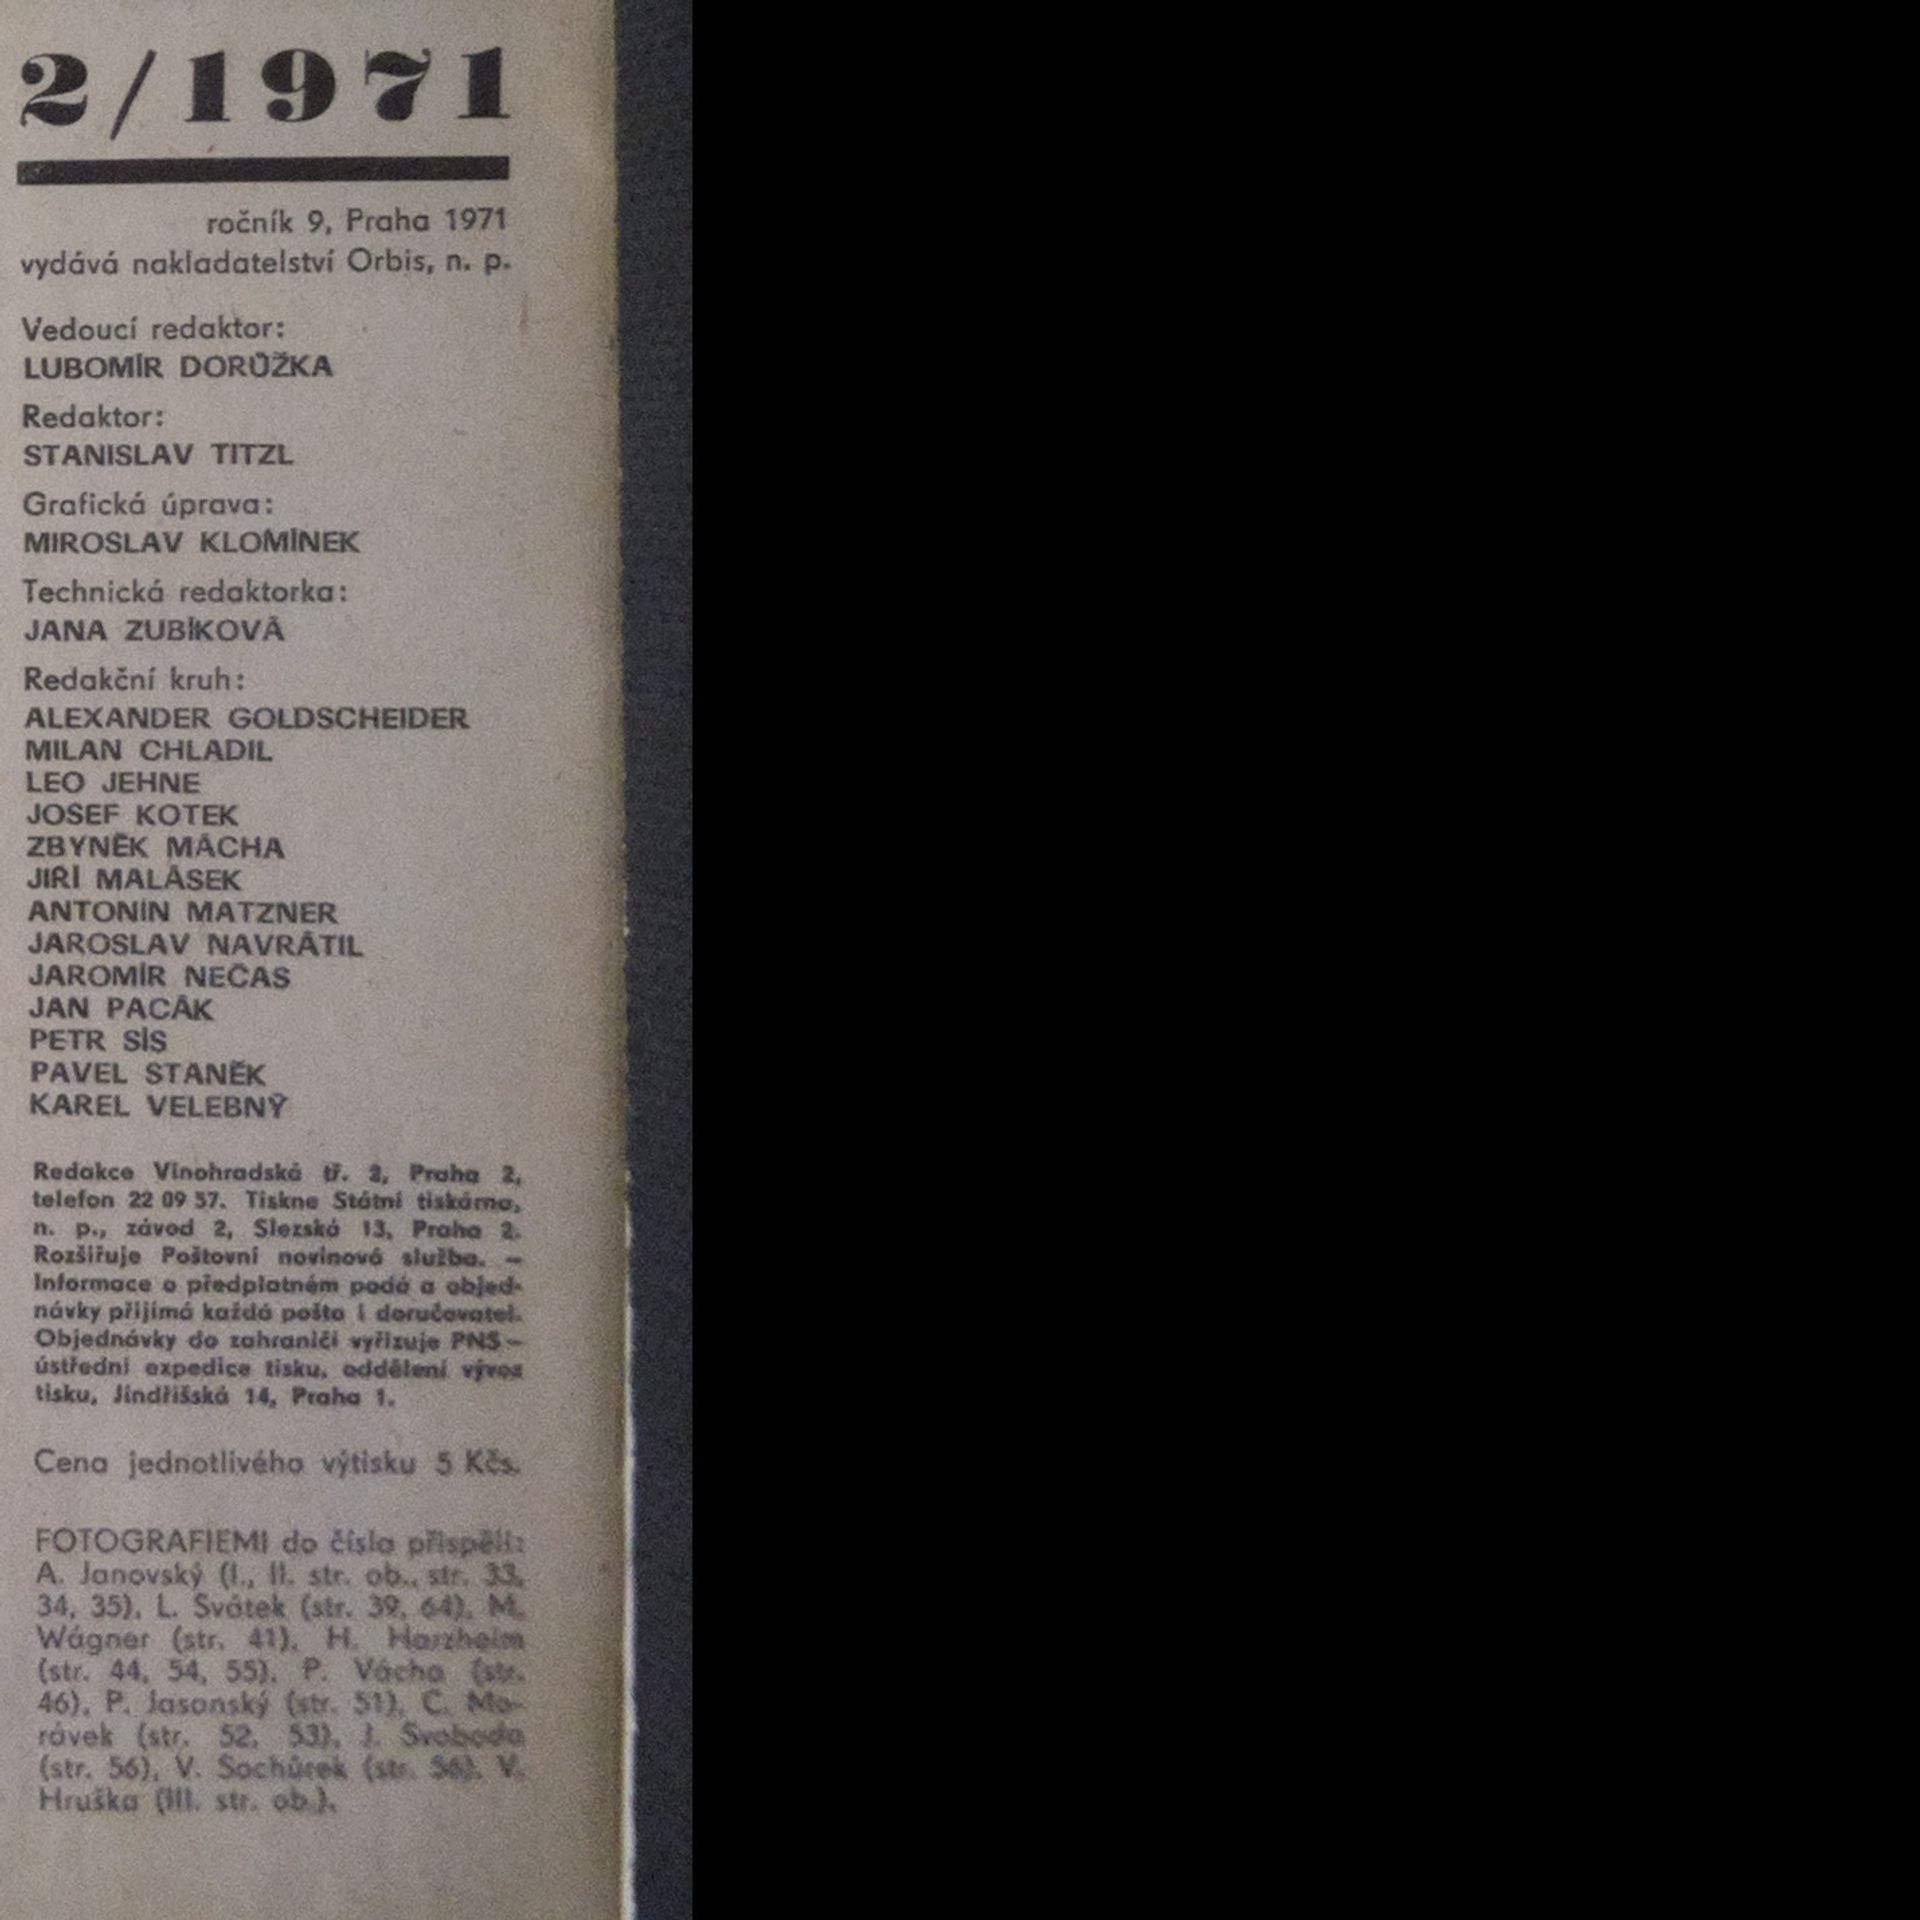 2/1971
ročník 9, Praha 1971
vydává nakladatelství Orbis, n. p.
Vedoucí redaktor:
LUBOMÍR DORŮŽKA
Redaktor:
STANISLAV TITZL
Grafická úprava:
MIROSLAV KLOMÍNEK
Technická redaktorka:
JANA ZUBÍKOVÁ
Redakční kruh:
ALEXANDER GOLDSCHEIDER
MILAN CHLADIL
LEO JEHNE
JOSEF KOTEK
ZBYNĚK MÁCHA
JIŘÍ MALÁSEK
ANTONÍN MATZNER
JAROSLAV NAVRÁTIL
JAROMÍR NEČAS
JAN PACÁK
PETR SÍS
PAVEL STANĚK
KAREL VELEBNÝ
Redakce Vinohradská tř. 3, Praha 2,
telefon 22 09 57. Tiskne Státní tiskárna,
n. p., závod 2, Slezská 13, Praha 2.
Rozšiřuje Poštovní novinová služba. –
Informace o předplatném podá a objed-
návky přijímá každá pošta i doručovatel.
Objednávky do zahraničí vyřizuje PNS –
ústřední expedice tisku, oddělení vývoz
tisku, Jindřišská 14, Praha 1.
Cena jednotlivého výtisku 5 Kčs.
FOTOGRAFIEMI do čísla přispěli:
A. Janovský (I., II. str. ob., str. 33,
34, 35), L. Svátek (str. 39, 64), M.
Wágner (str. 41), H. Harzheim
(str. 44, 54, 55), P. Vácha (str.
46), P. Jasanský (str. 51), C. Mo-
rávek (str. 52, 53), J. Svoboda
(str. 56), V. Sochůrek (str. 56), V.
Hruška (III. str. ob.).